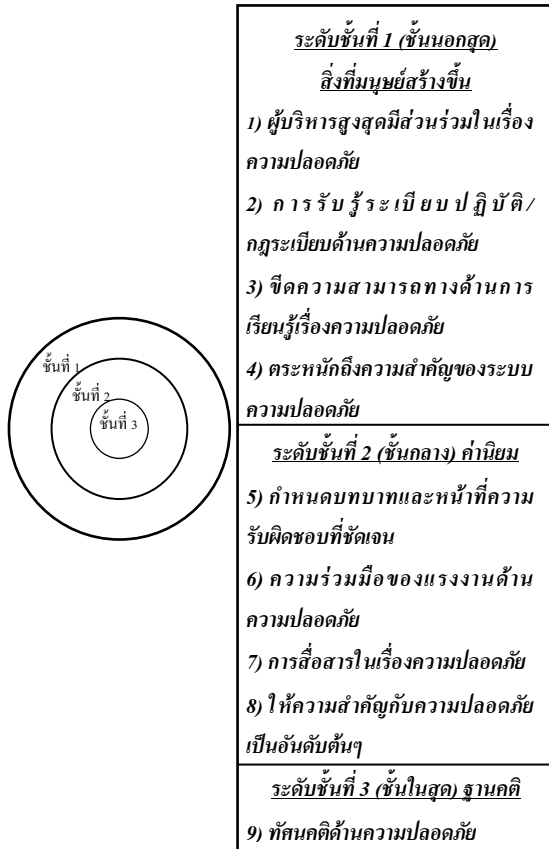 ชั้นที่ 1
ชั้นที่ 2
ชั้นที่ 3
ระดับชั้นที่ 1 (ชั้นนอกสุด)
สิ่งที่มนุษย์สร้างขึ้น
1) ผู้บริหารสูงสุดมีส่วนร่วมในเรื่อง
ความปลอดภัย
2) การรับรู้ระเบียบปฏิบัติ/
กฎระเบียบด้านความปลอดภัย
3) ขีดความสามารถทางด้านการ
เรียนรู้เรื่องความปลอดภัย
4) ตระหนักถึงความสำคัญของระบบ
ความปลอดภัย
ระดับชั้นที่ 2 (ชั้นกลาง) ค่านิยม
5) กำหนดบทบาทและหน้าที่ความ
รับผิดชอบที่ชัดเจน
6) ความร่วมมือของแรงงานด้าน
ความปลอดภัย
7) การสื่อสารในเรื่องความปลอดภัย
8) ให้ความสำคัญกับความปลอดภัย
เป็นอันดับต้นๆ
ระดับชั้นที่ 3 (ชั้นในสุด) ฐานคติ
9) ทัศนคติด้านความปลอดภัย